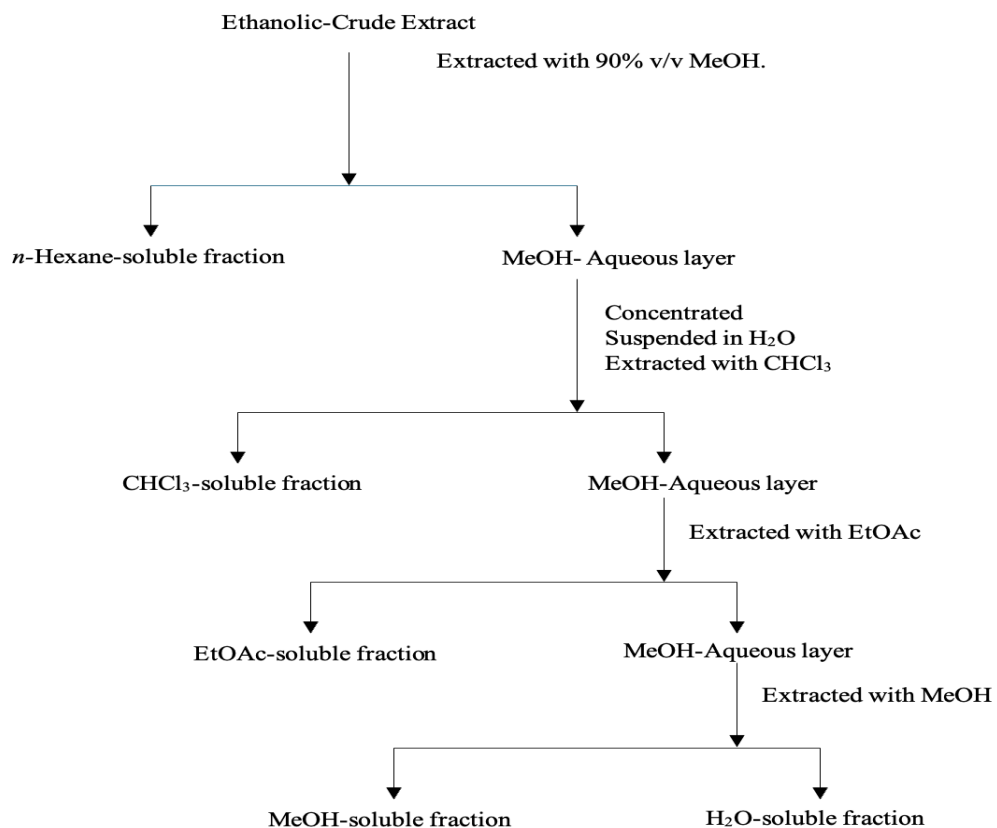 Ethanolic-Crude Extract
Extracted with 90% v/v MeOH.
n-Hexane-soluble fraction
MeOH- Aqueous layer
Concentrated
Suspended in H₂O
Extracted with CHCl₃
CHCl₃-soluble fraction
MeOH-Aqueous layer
Extracted with EtOAc
EtOAc-soluble fraction
MeOH-Aqueous layer
Extracted with MeOH
MeOH-soluble fraction
H₂O-soluble fraction